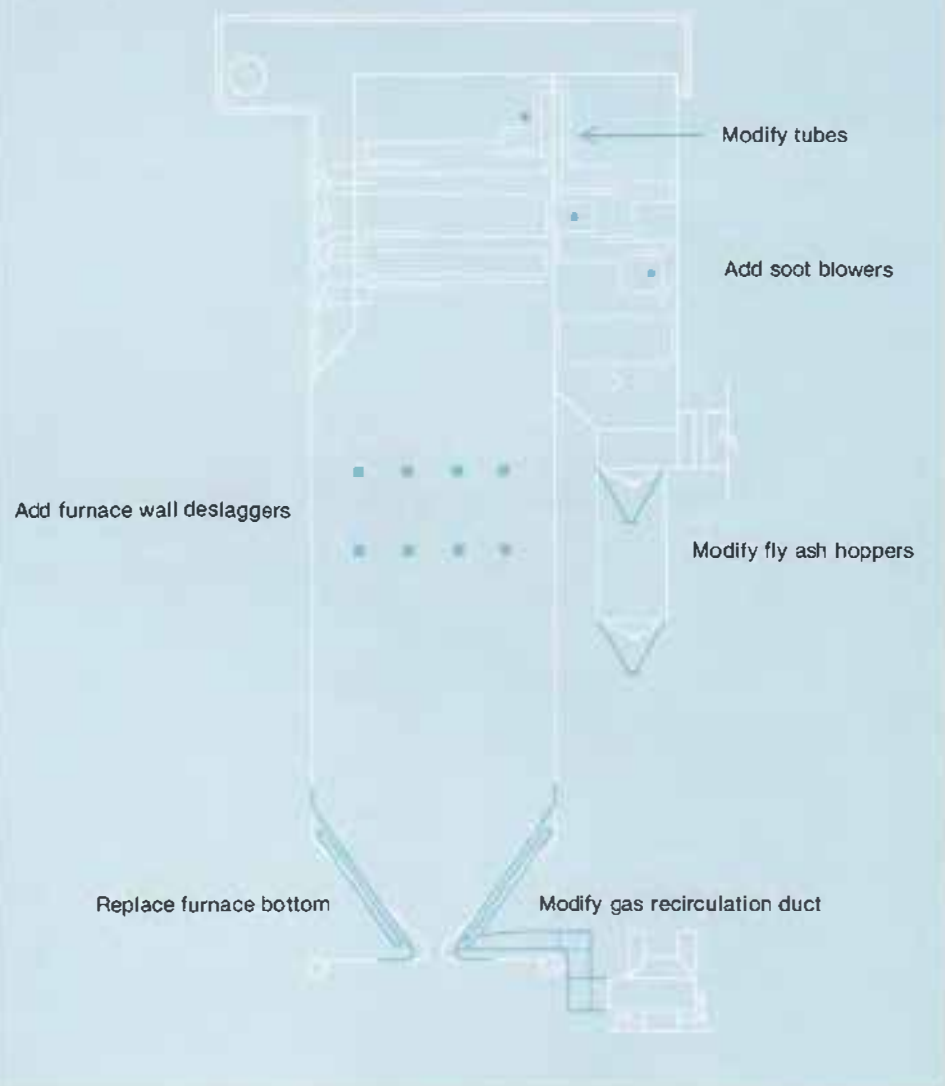 Modify tubes
Add soot blowers
Add furnace wall deslaggers
Modify fly ash hoppers
Replace furnace bottom
Modify gas recirculation duct